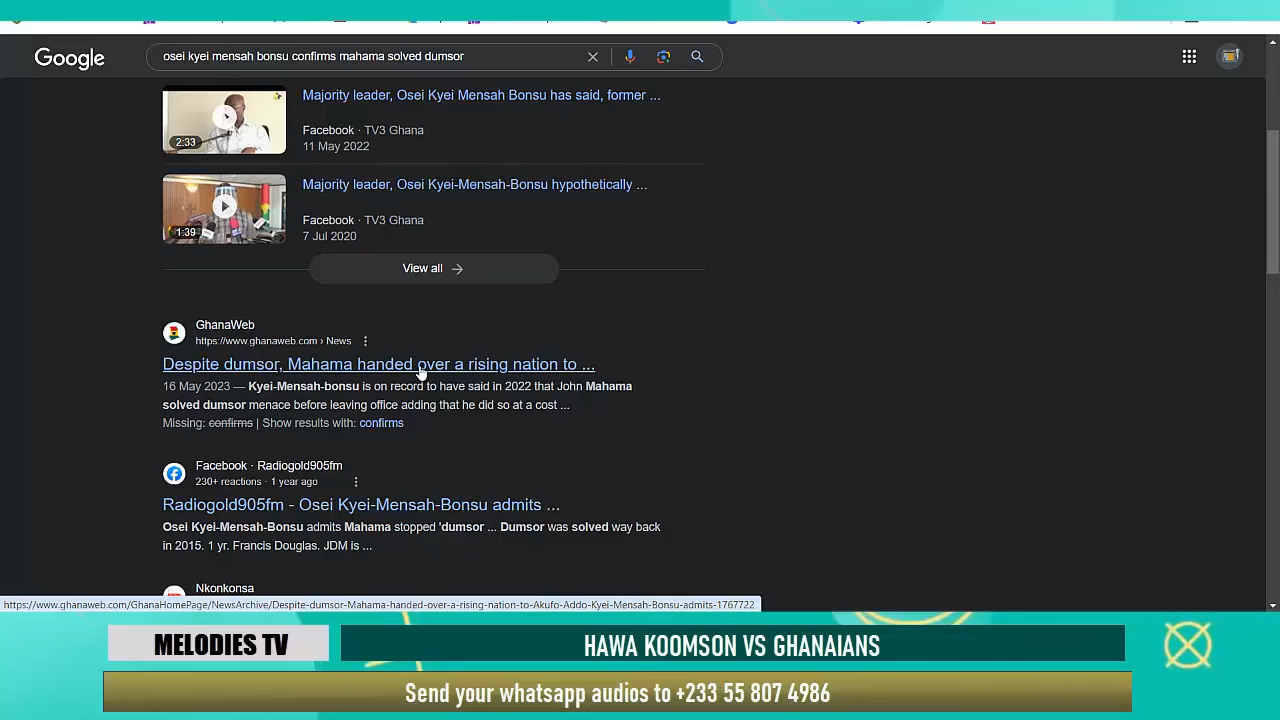 Google
osei kyei mensah bonsu confirms mahama solved dumsor
Majority leader, Osei Kyei Mensah Bonsu has said, former ...
Facebook · TV3 Ghana
11 May 2022
2:33
Majority leader, Osei Kyei-Mensah-Bonsu hypothetically ...
Facebook · TV3 Ghana
7 Jul 2020
1:39
View all
GhanaWeb
https://www.ghanaweb.com › News
Despite dumsor, Mahama handed over a rising nation to ...
16 May 2023 — Kyei-Mensah-bonsu is on record to have said in 2022 that John Mahama
solved dumsor menace before leaving office adding that he did so at a cost ...
Missing: confirms | Show results with: confirms
Facebook · Radiogold905fm
230+ reactions · 1 year ago
Radiogold905fm - Osei Kyei-Mensah-Bonsu admits ...
Osei Kyei-Mensah-Bonsu admits Mahama stopped 'dumsor ... Dumsor was solved way back
in 2015. 1 yr. Francis Douglas. JDM is ...
Nkonkonsa
https://www.ghanaweb.com/GhanaHomePage/NewsArchive/Despite-dumsor-Mahama-handed-over-a-rising-nation-to-Akufo-Addo-Kyei-Mensah-Bonsu-admits-1767722
MELODIES TV
HAWA KOOMSON VS GHANAIANS
Send your whatsapp audios to +233 55 807 4986